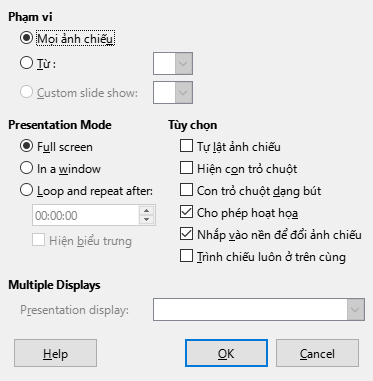 Phạm vi
Mọi ảnh chiếu
Từ :
Custom slide show:
Presentation Mode
Tùy chọn
Full screen
Tự lật ảnh chiếu
In a window
Hiện con trỏ chuột
Loop and repeat after:
Con trỏ chuột dạng bút
00:00:00
Cho phép hoạt họa
Hiện biểu trưng
Nhấp vào nền để đổi ảnh chiếu
Trình chiếu luôn ở trên cùng
Multiple Displays
Presentation display:
Help
OK
Cancel